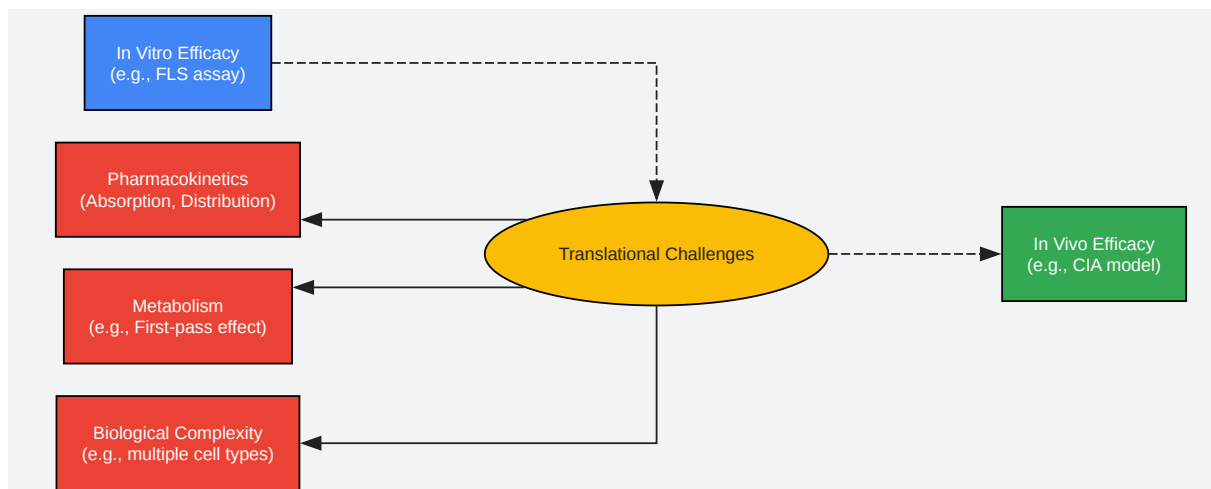 In Vitro Efficacy
(e.g., FLS assay)
Pharmacokinetics
(Absorption, Distribution)
Translational Challenges
In Vivo Efficacy
(e.g., CIA model)
Metabolism
(e.g., First-pass effect)
Biological Complexity
(e.g., multiple cell types)